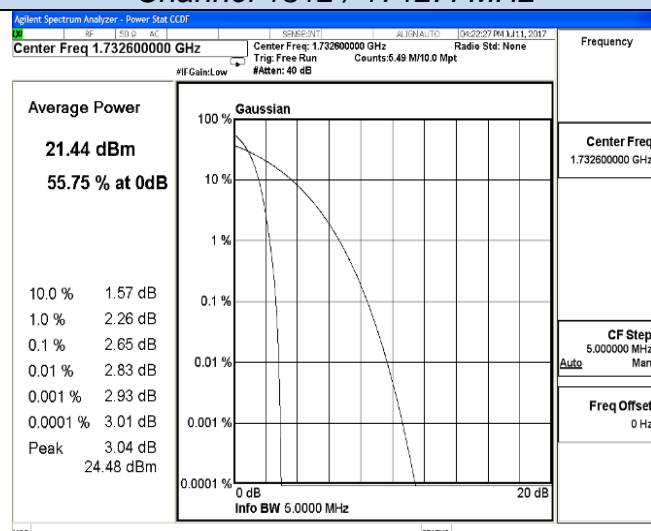 Agilent Spectrum Analyzer - Power Stat CCDF
RF 50 Ω AC SENSE:INT ALIGN AUTO 04:22:27 PM Jul 11, 2017
Center Freq 1.732600000 GHz
Center Freq: 1.732600000 GHz Radio Std: None
Trig: Free Run Counts:5.49 M/10.0 Mpt
#IFGain:Low #Atten: 40 dB
Frequency
Average Power
21.44 dBm
55.75 % at 0dB
10.0 % 1.57 dB
1.0 % 2.26 dB
0.1 % 2.65 dB
0.01 % 2.83 dB
0.001 % 2.93 dB
0.0001 % 3.01 dB
Peak 3.04 dB
24.48 dBm
Gaussian
100 %
10 %
1 %
0.1 %
0.01 %
0.001 %
0.0001 %
0 dB 20 dB
Info BW 5.0000 MHz
Center Freq
1.732600000 GHz
CF Step
5.000000 MHz
Auto Man
Freq Offset
0 Hz